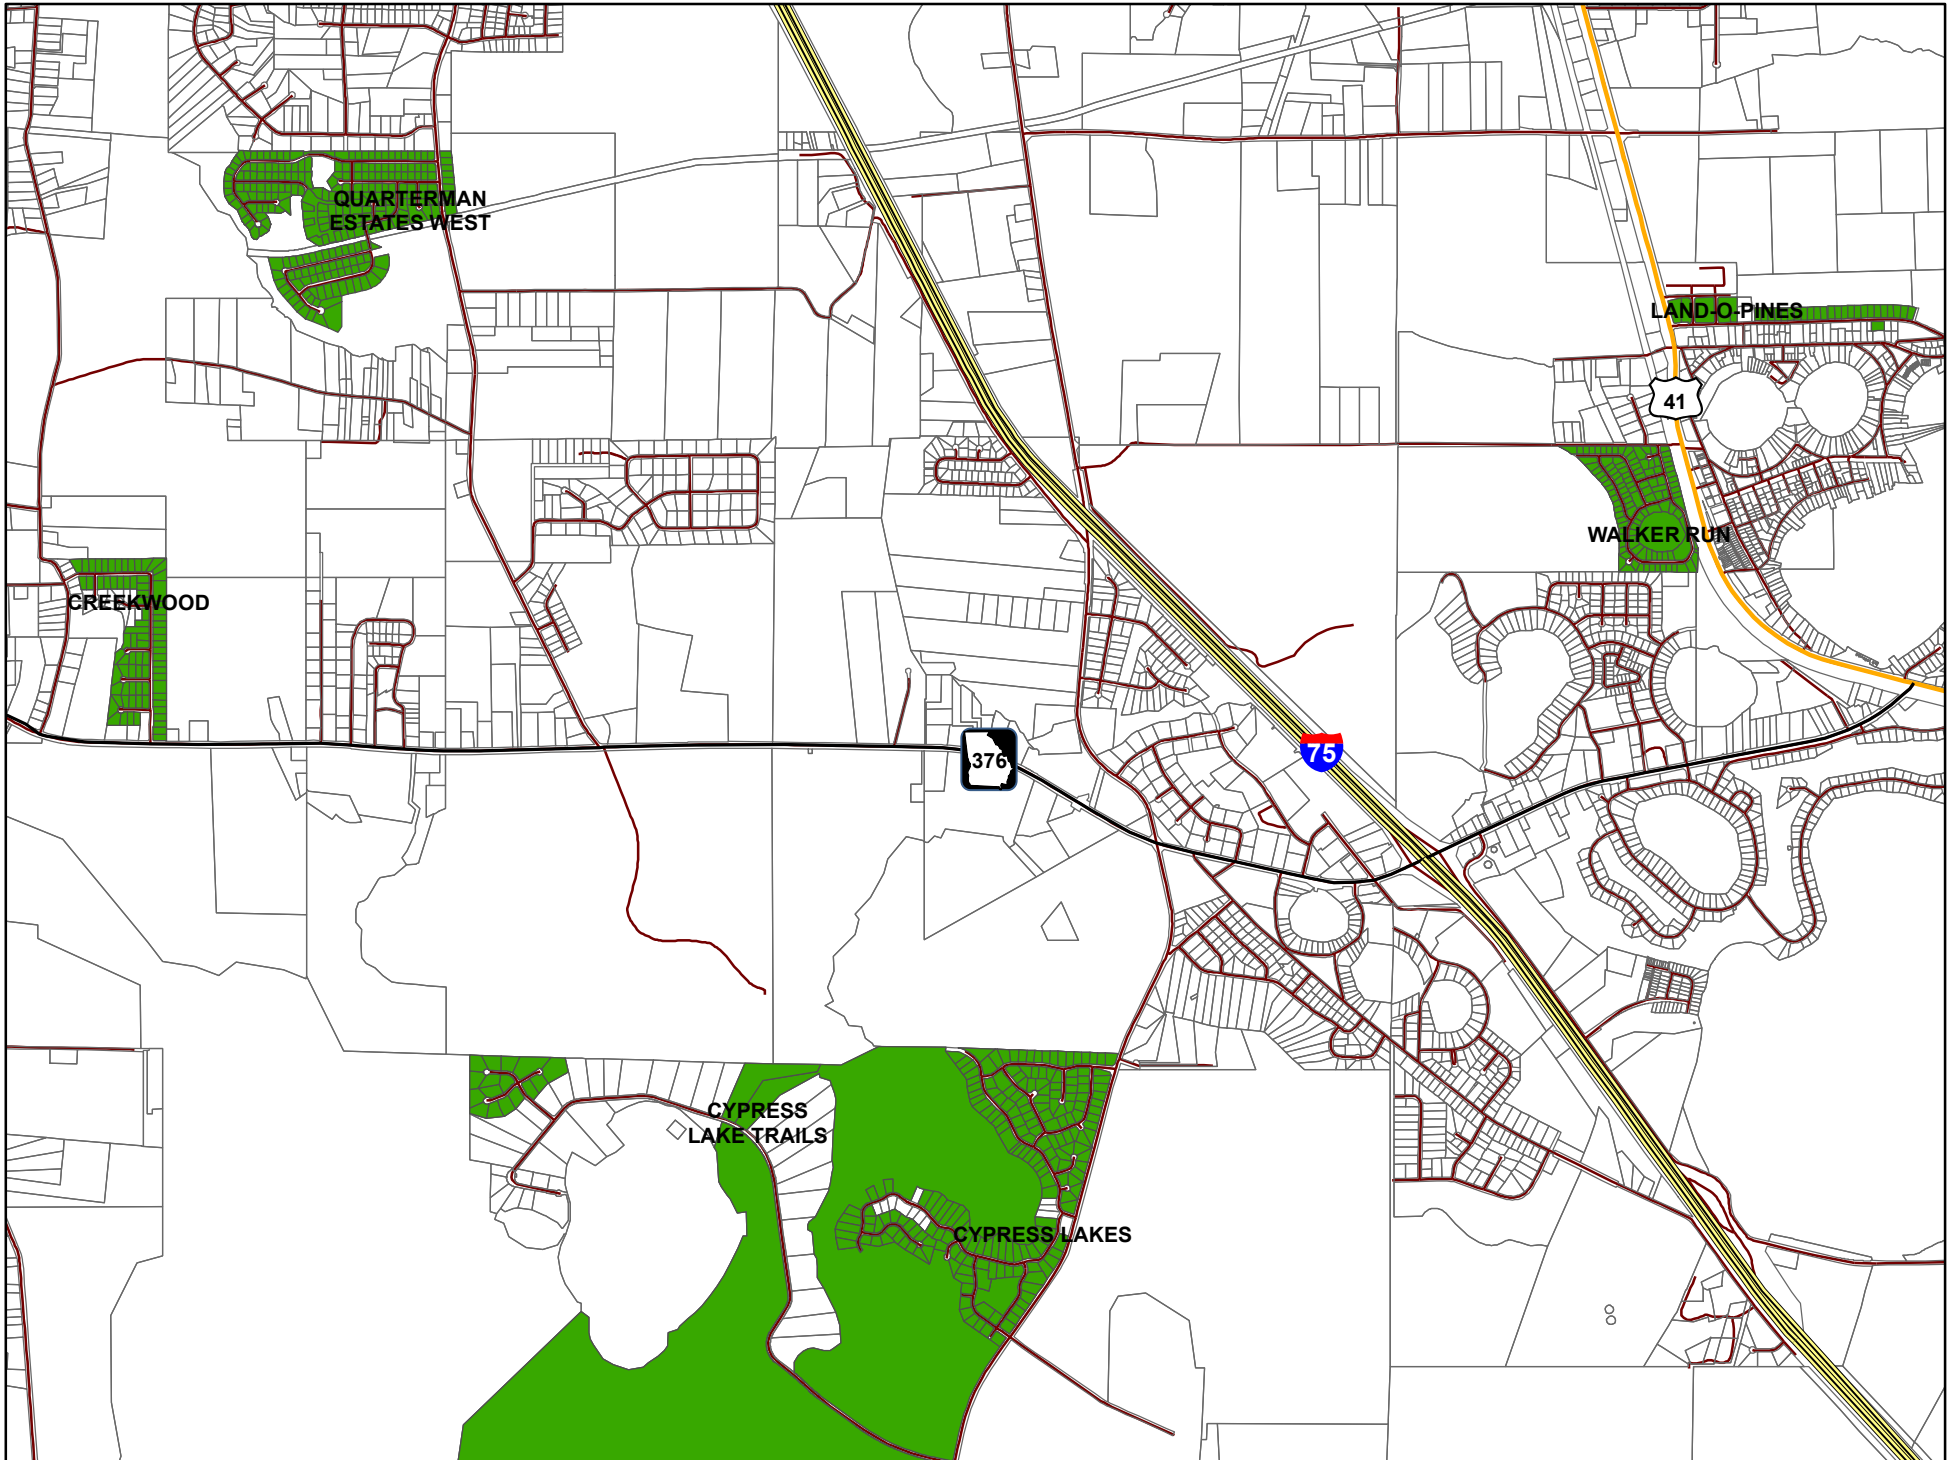 QUARTERMAN
ESTATES WEST
LAND-O-PINES
41
WALKER RUN
CREEKWOOD
376
75
CYPRESS
LAKE TRAILS
CYPRESS LAKES